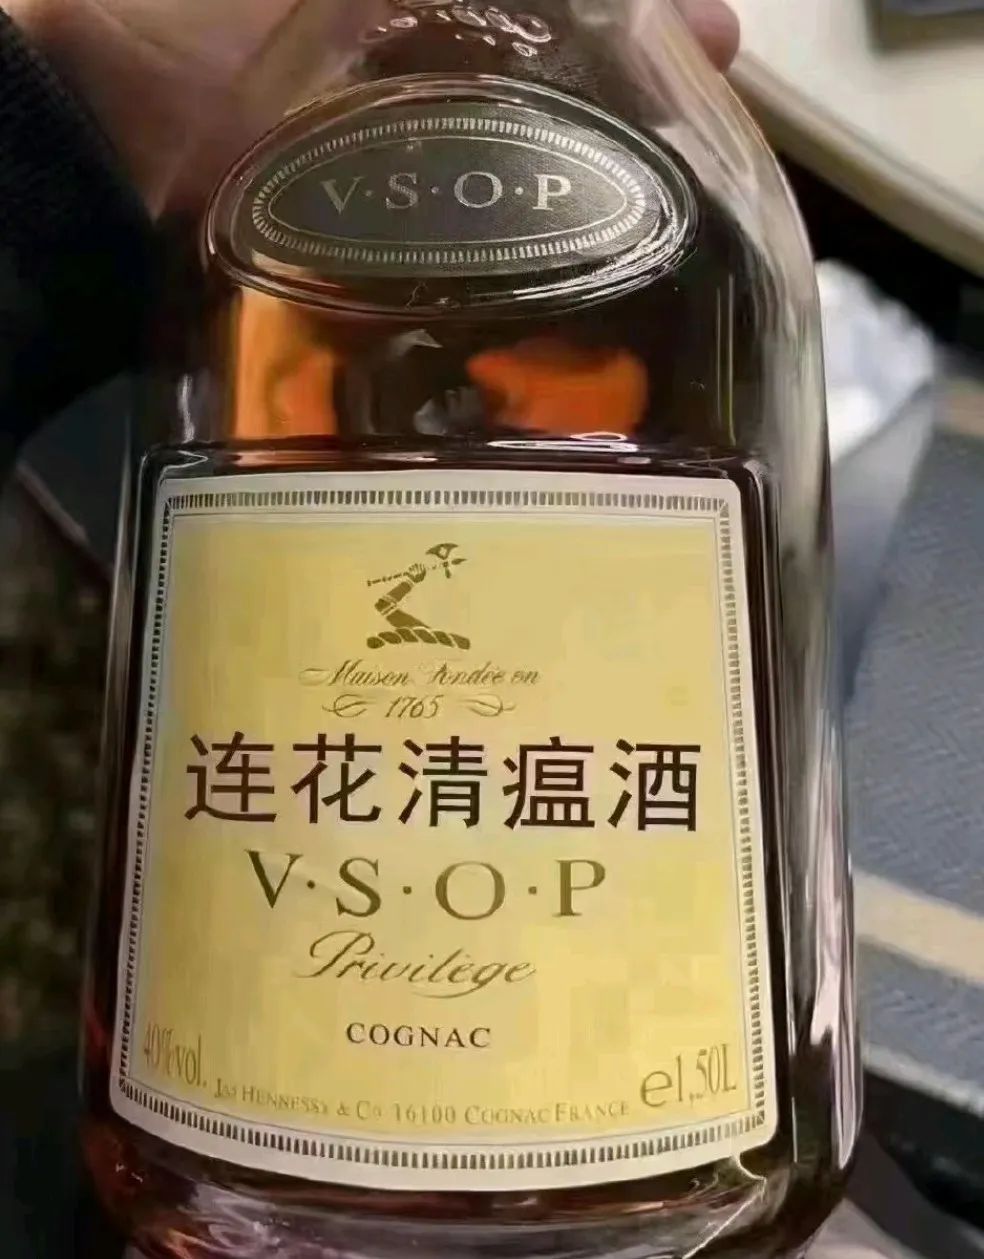 V·S·O·P
Maison Fondée en
1765
连花清瘟酒
V·S·O·P
Privilège
COGNAC
40%vol.
Jas HENNESSY & Co 16100 COGNAC FRANCE
e1,50L